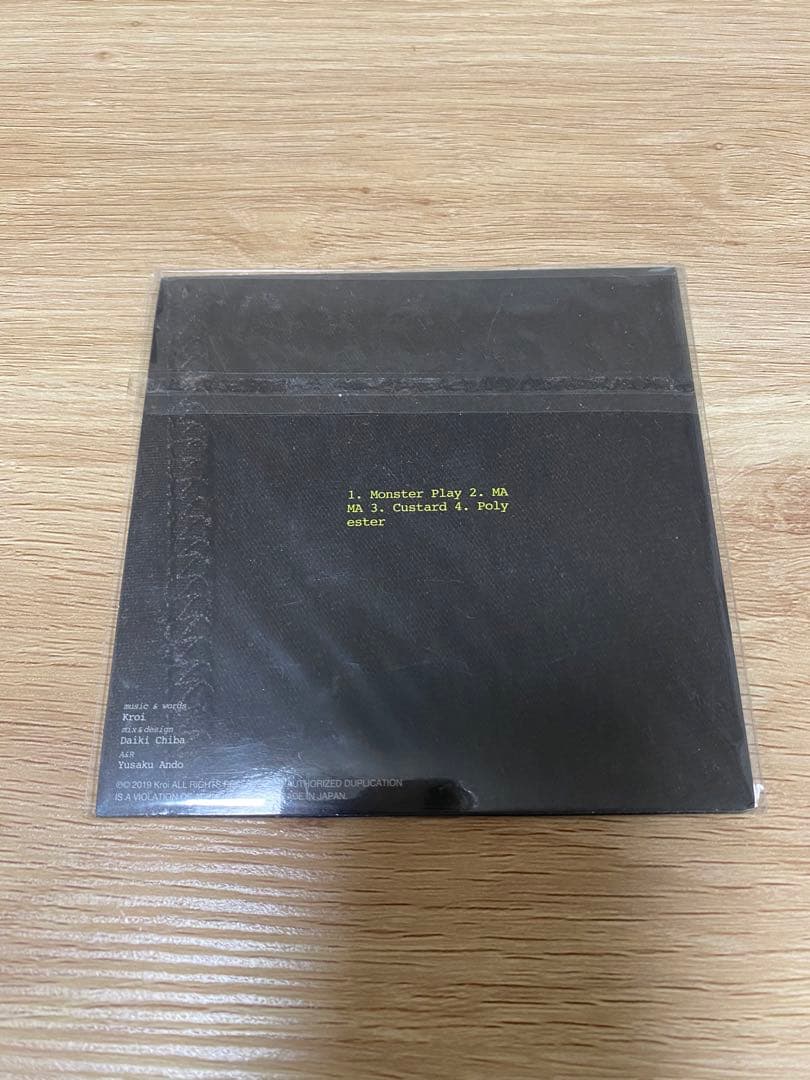 1. Monster Play 2. MA
MA 3. Custard 4. Poly
ester
music & words
Kroi
mix & design
Daiki Chiba
A&R
Yusaku Ando
℗© 2019 Kroi ALL RIGHTS AUTHORIZED DUPLICATION
IS A VIOLATION OF IN JAPAN.